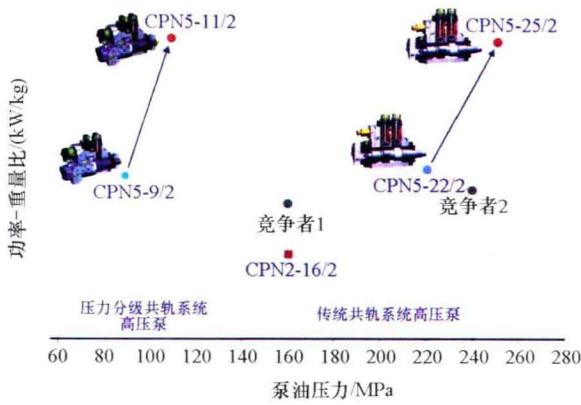 CPN5-11/2
CPN5-25/2
功率-重量比/(kW/kg)
CPN5-9/2
CPN5-22/2
竞争者1
竞争者2
CPN2-16/2
压力分级共轨系统
高压泵
传统共轨系统高压泵
60 80 100 120 140 160 180 200 220 240 260 280
泵油压力/MPa